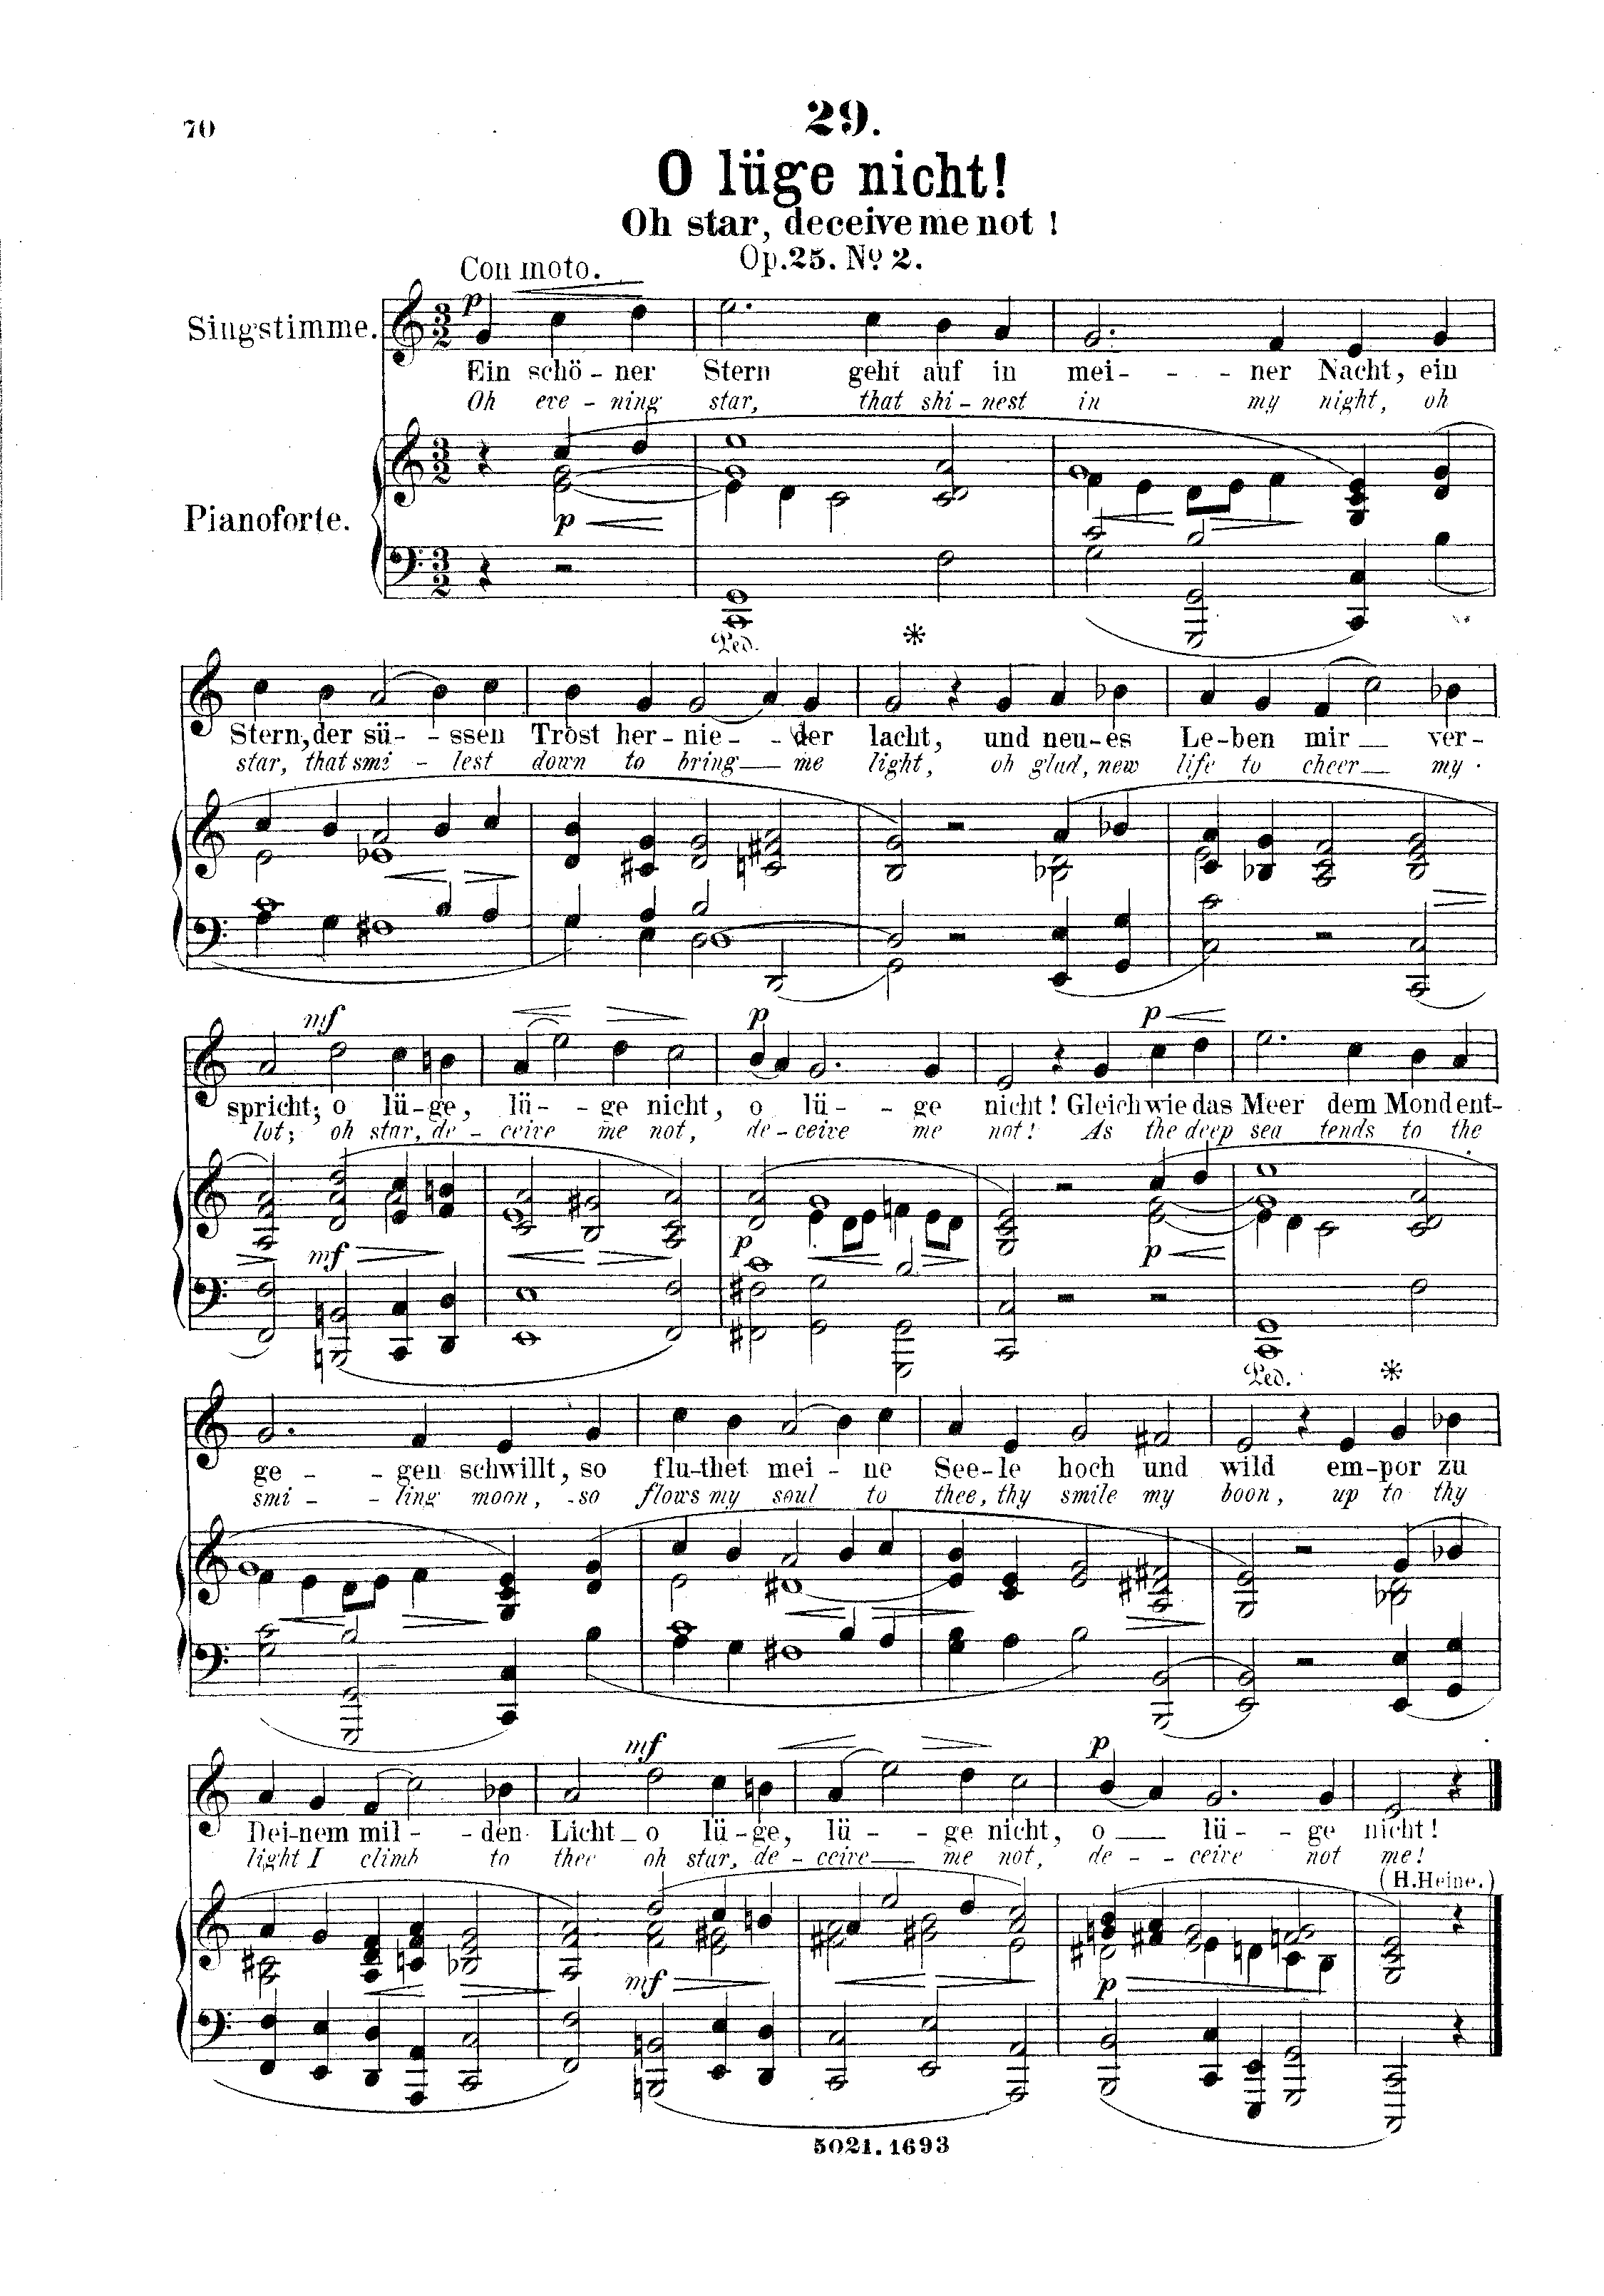 70
29.
O lüge nicht!
Oh star, deceive me not!
Op.25. No 2.
Con moto.
p
Singstimme.
Ein schö - ner Stern geht auf in mei - - - ner Nacht, ein
Oh eve - ning star, that shi - nest in my night, oh
Pianoforte.
p
Ped. *
Stern, der sü - - ssen Trost her - nie - - der lacht, und neu - es Le - ben mir — ver -
star, that smi - lest down to bring — me light, oh glad, new life to cheer — my
mf p p
spricht; o lü - ge, lü - - ge nicht, o lü - - ge nicht! Gleich wie das Meer dem Mond ent -
lot; oh star, de - ceive me not, de - ceive me not! As the deep sea tends to the
mf p p
Ped. *
ge - - gen schwillt, so flu - thet mei - ne See - le hoch und wild em - por zu
smi - - ling moon, so flows my soul to thee, thy smile my boon, up to thy
mf p
Dei - nem mil - - den Licht — o lü - ge, lü - - ge nicht, o — lü - - ge nicht!
light I climb to thee oh star, de - ceive — me not, de - - ceive not me!
(H. Heine.)
mf p
5021. 1693